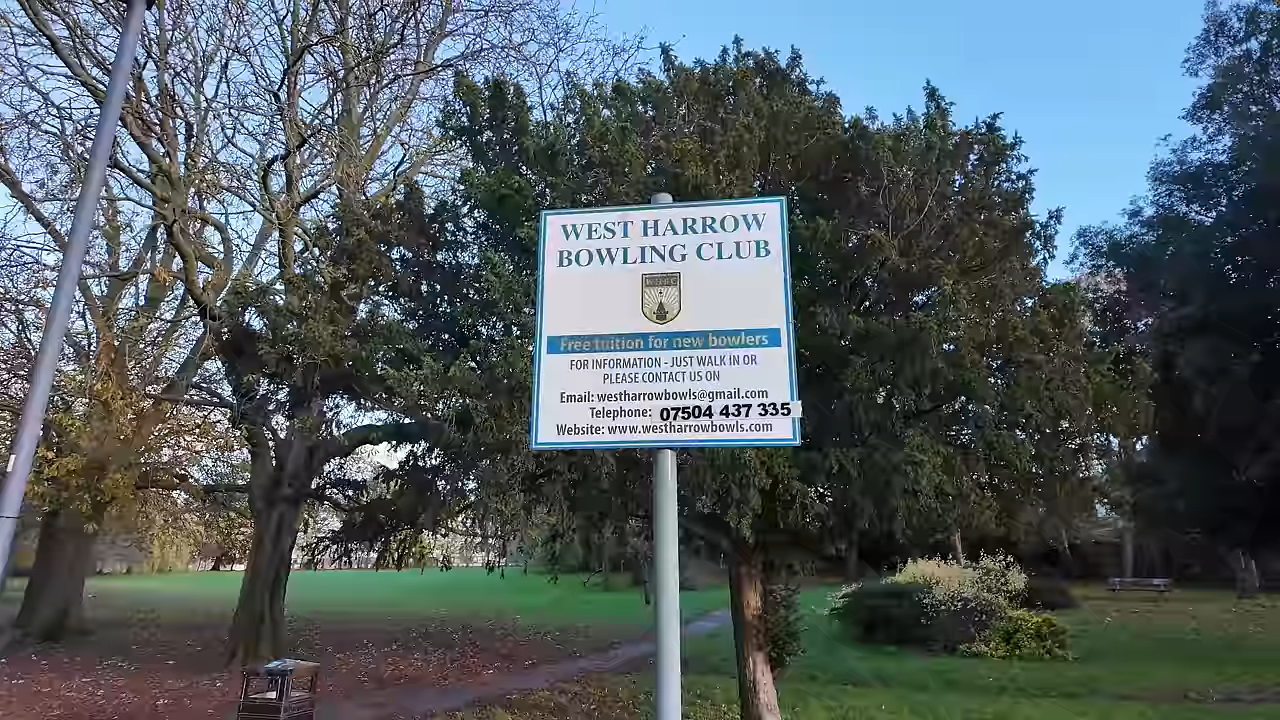 WEST HARROW
BOWLING CLUB
Free tuition for new bowlers
FOR INFORMATION - JUST WALK IN OR
PLEASE CONTACT US ON
Email: westharrowbowls@gmail.com
Telephone: 07504 437 335
Website: www.westharrowbowls.com